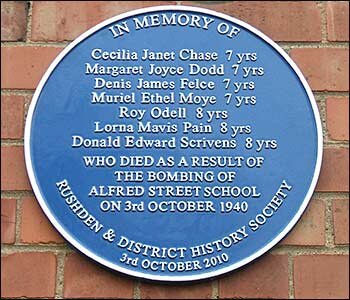 IN MEMORY OF
Cecilia Janet Chase 7 yrs
Margaret Joyce Dodd 7 yrs
Denis James Felce 7 yrs
Muriel Ethel Moye 7 yrs
Roy Odell 8 yrs
Lorna Mavis Pain 8 yrs
Donald Edward Scrivens 8 yrs
WHO DIED AS A RESULT OF
THE BOMBING OF
ALFRED STREET SCHOOL
ON 3RD OCTOBER 1940
RUSHDEN & DISTRICT HISTORY SOCIETY
3rd OCTOBER 2010